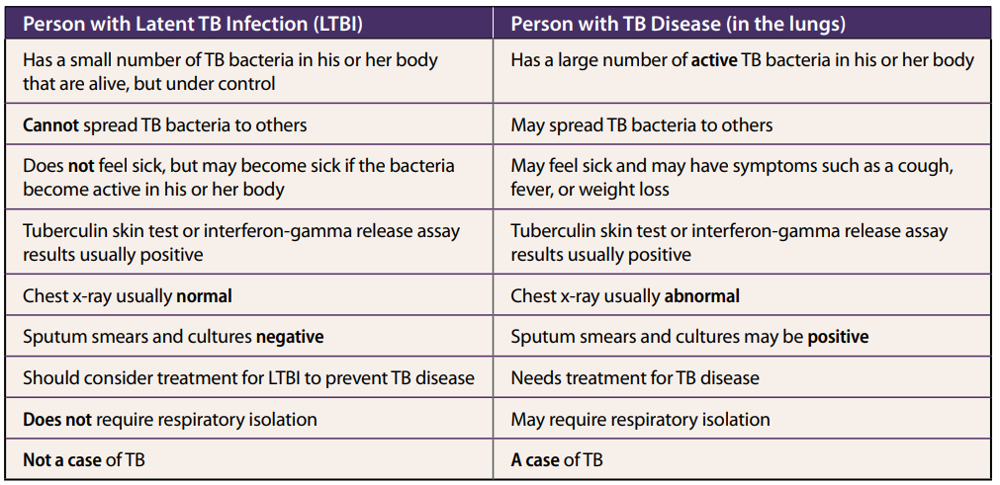 Person with Latent TB Infection (LTBI)
Person with TB Disease (in the lungs)
Has a small number of TB bacteria in his or her body
that are alive, but under control
Has a large number of active TB bacteria in his or her body
Cannot spread TB bacteria to others
May spread TB bacteria to others
Does not feel sick, but may become sick if the bacteria
become active in his or her body
May feel sick and may have symptoms such as a cough,
fever, or weight loss
Tuberculin skin test or interferon-gamma release assay
results usually positive
Tuberculin skin test or interferon-gamma release assay
results usually positive
Chest x-ray usually normal
Chest x-ray usually abnormal
Sputum smears and cultures negative
Sputum smears and cultures may be positive
Should consider treatment for LTBI to prevent TB disease
Needs treatment for TB disease
Does not require respiratory isolation
May require respiratory isolation
Not a case of TB
A case of TB